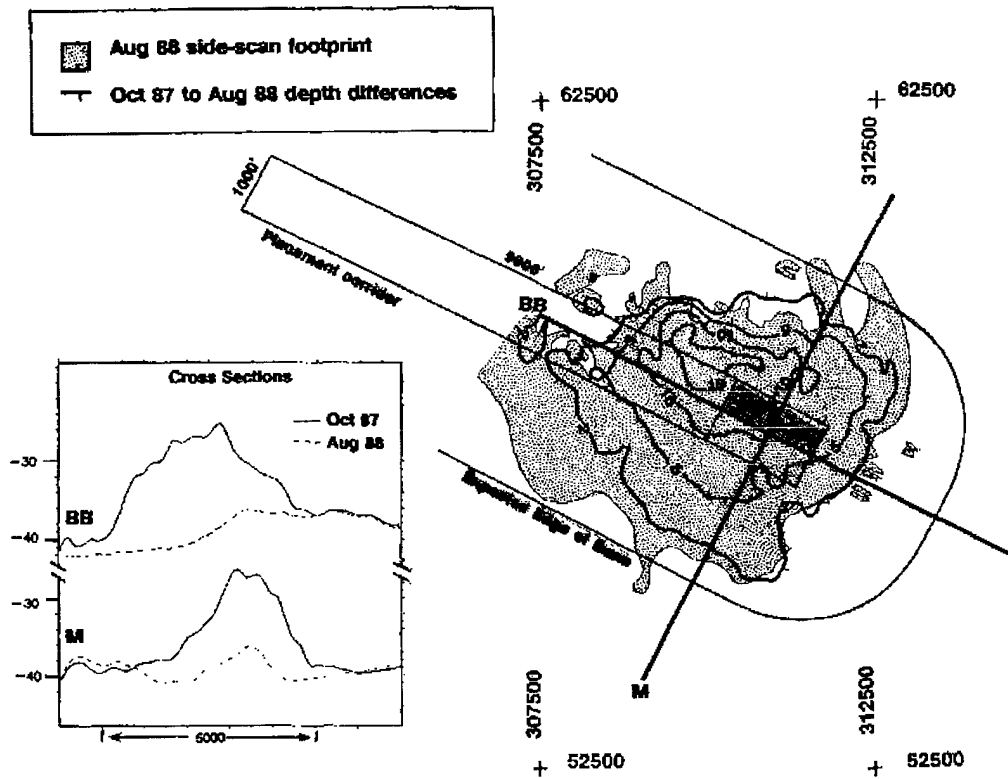 Aug 88 side-scan footprint
Oct 87 to Aug 88 depth differences
62500
62500
307500
312500
1000'
Placement corridor
9000'
BB
Cross Sections
Oct 87
Aug 88
-30
BB
-40
-30
M
-40
5000
Expected Edge of Berm
M
307500
312500
52500
52500